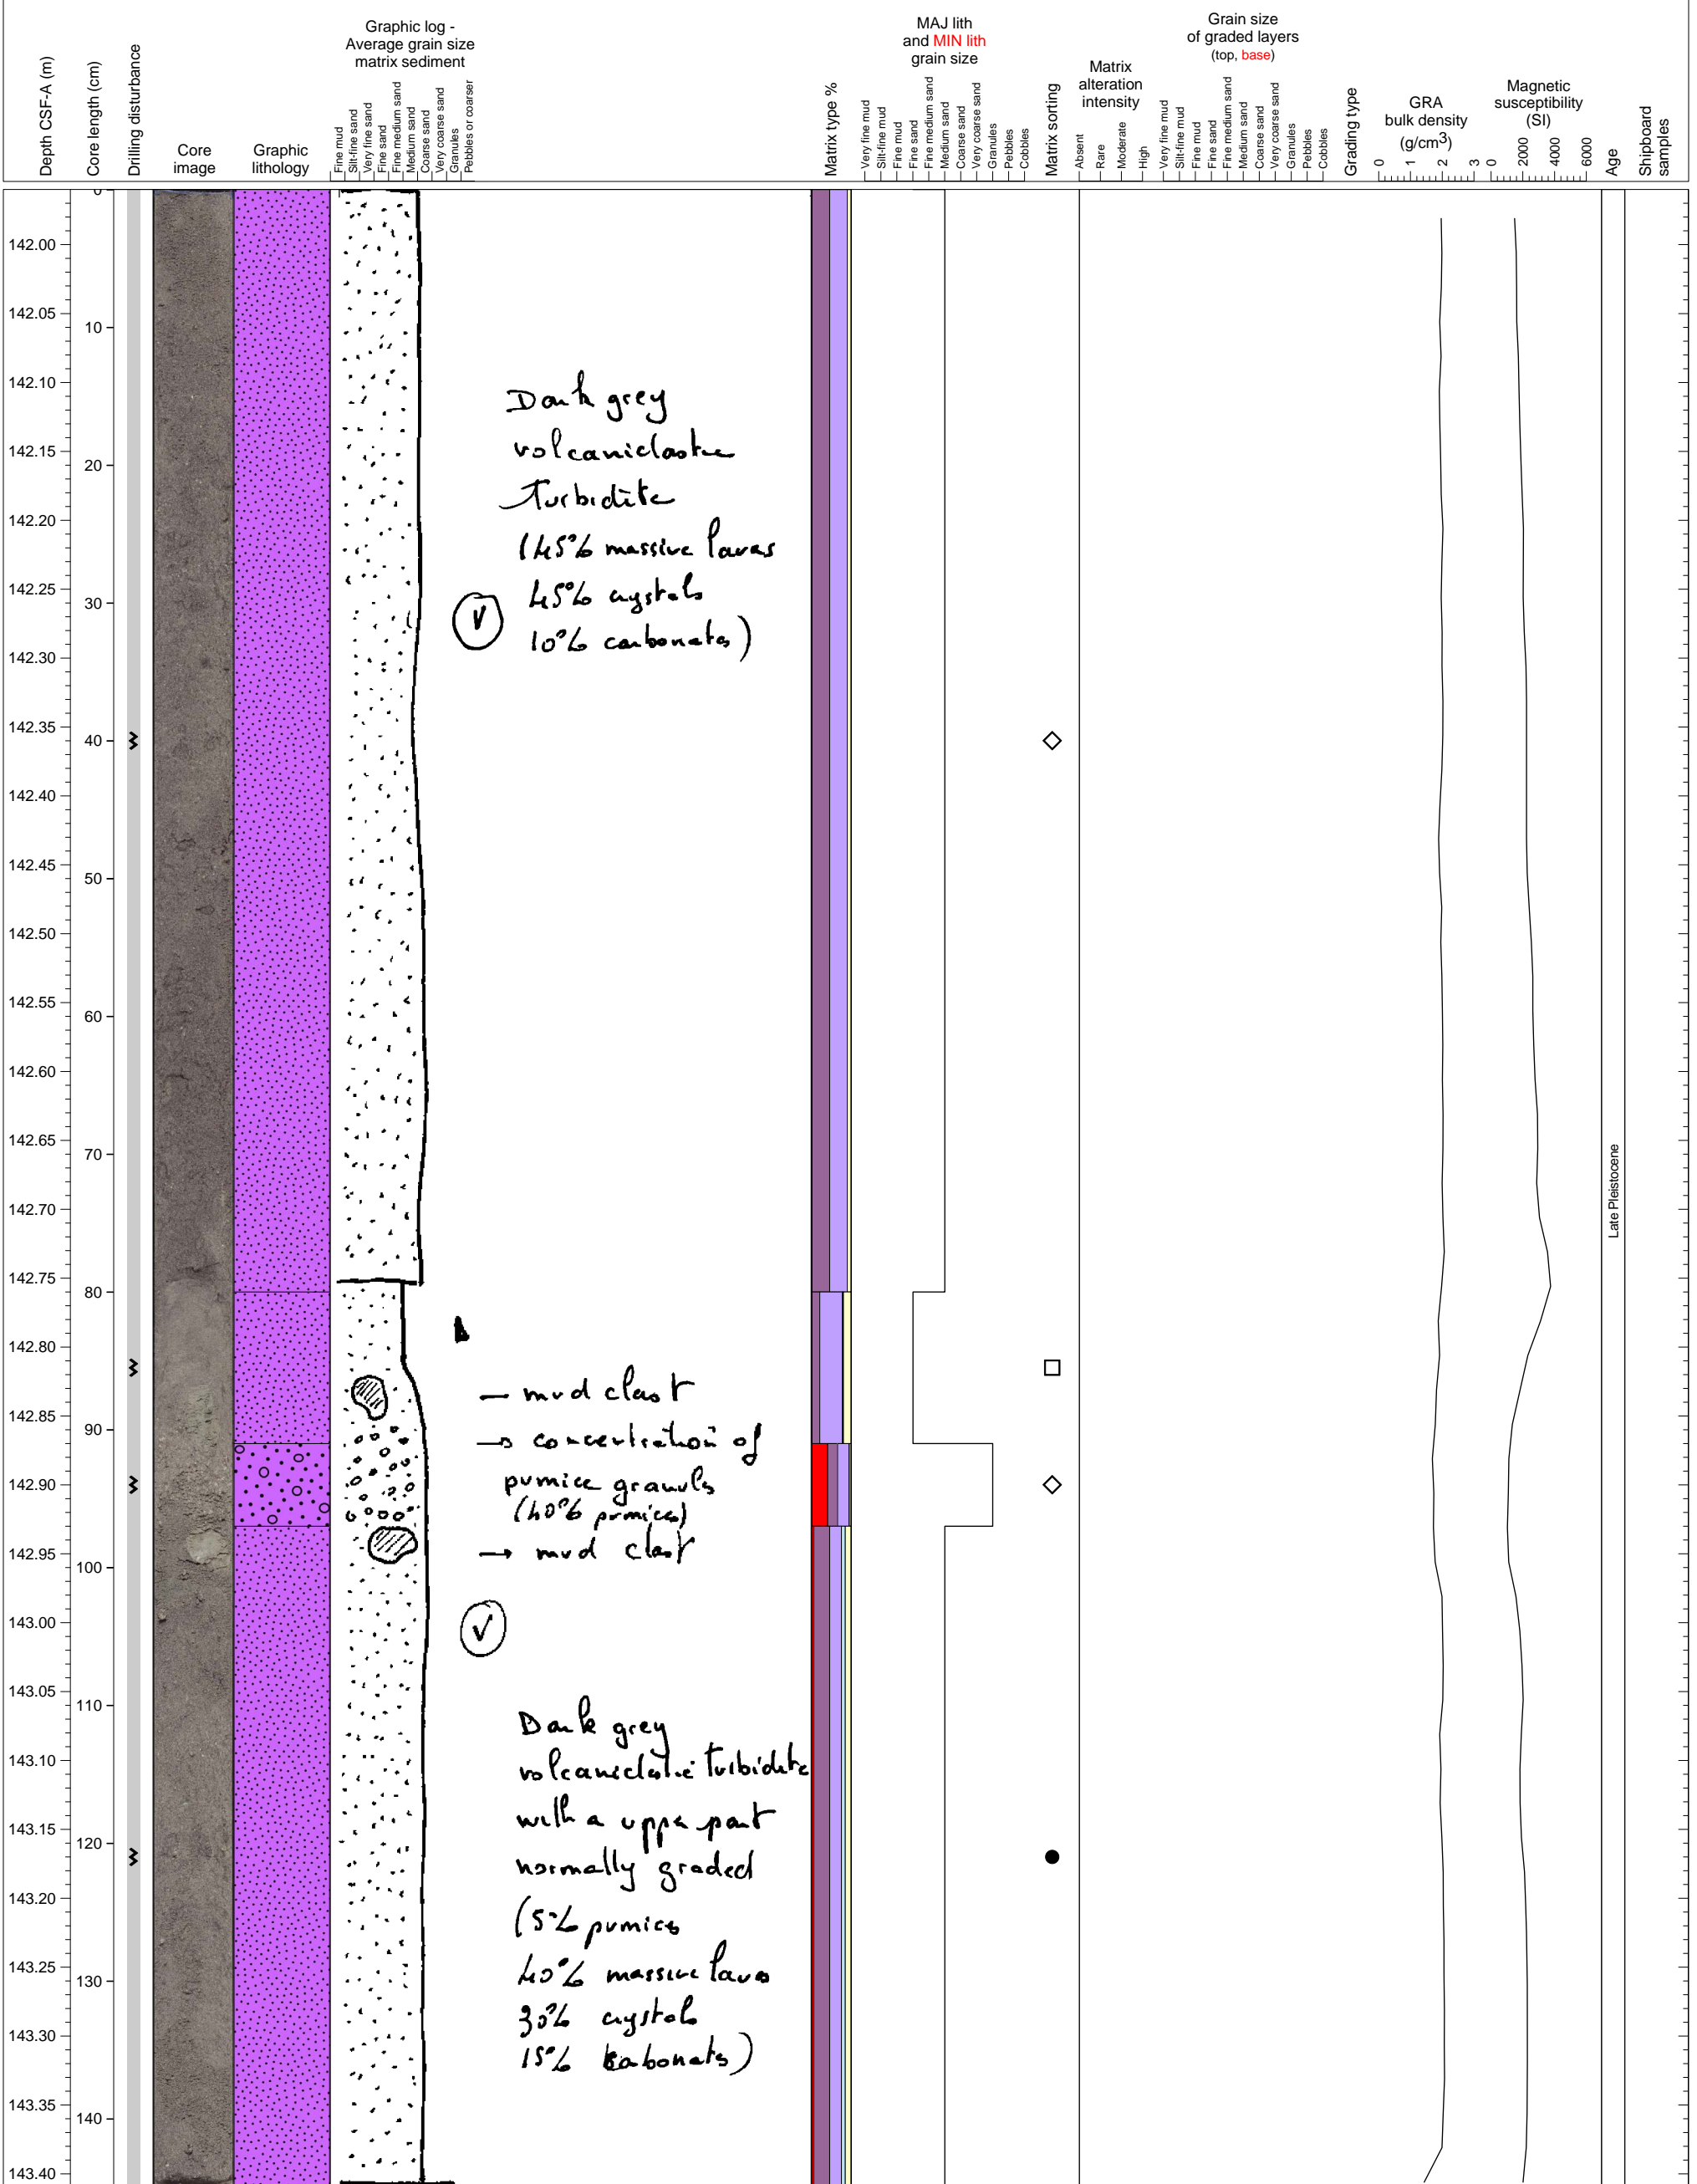 Depth CSF-A (m)
Core length (cm)
Drilling disturbance
Core
image
Graphic
lithology
Graphic log -
Average grain size
matrix sediment
Fine mud
Silt-fine sand
Very fine sand
Fine sand
Fine medium sand
Medium sand
Coarse sand
Very coarse sand
Granules
Pebbles or coarser
Matrix type %
MAJ lith
and MIN lith
grain size
Very fine mud
Silt-fine mud
Fine mud
Fine sand
Fine medium sand
Medium sand
Coarse sand
Very coarse sand
Granules
Pebbles
Cobbles
Matrix sorting
Matrix
alteration
intensity
Absent
Rare
Moderate
High
Grain size
of graded layers
(top, base)
Very fine mud
Silt-fine mud
Fine mud
Fine sand
Fine medium sand
Medium sand
Coarse sand
Very coarse sand
Granules
Pebbles
Cobbles
Grading type
GRA
bulk density
(g/cm3)
0 1 2 3
Magnetic
susceptibility
(SI)
0 2000 4000 6000
Age
Shipboard
samples
0
142.00
142.05
10
142.10
142.15
20
142.20
142.25
30
142.30
142.35
40
142.40
142.45
50
142.50
142.55
60
142.60
142.65
70
142.70
142.75
80
142.80
142.85
90
142.90
142.95
100
143.00
143.05
110
143.10
143.15
120
143.20
143.25
130
143.30
143.35
140
143.40
Dark grey
volcaniclastic
Turbidite
(45% massive lavas
45% crystals
10% carbonates)
V
— mud clast
→ concentration of
pumice granules
(40% pumices)
→ mud clast
V
Dark grey
volcaniclastic turbidite
with a upper part
normally graded
(5% pumices
40% massive lavas
30% crystals
15% carbonates)
Late Pleistocene